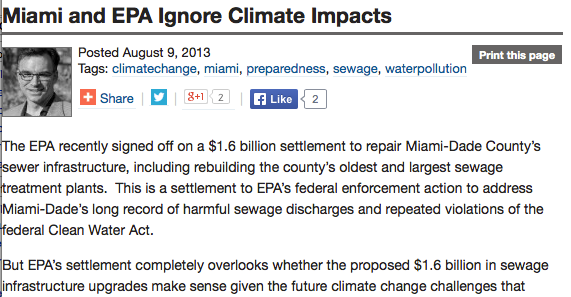 Miami and EPA Ignore Climate Impacts
Posted August 9, 2013
Print this page
Tags: climatechange, miami, preparedness, sewage, waterpollution
Share
g+1 2
Like 2
The EPA recently signed off on a $1.6 billion settlement to repair Miami-Dade County's
sewer infrastructure, including rebuilding the county's oldest and largest sewage
treatment plants.  This is a settlement to EPA's federal enforcement action to address
Miami-Dade's long record of harmful sewage discharges and repeated violations of the
federal Clean Water Act.
But EPA's settlement completely overlooks whether the proposed $1.6 billion in sewage
infrastructure upgrades make sense given the future climate change challenges that